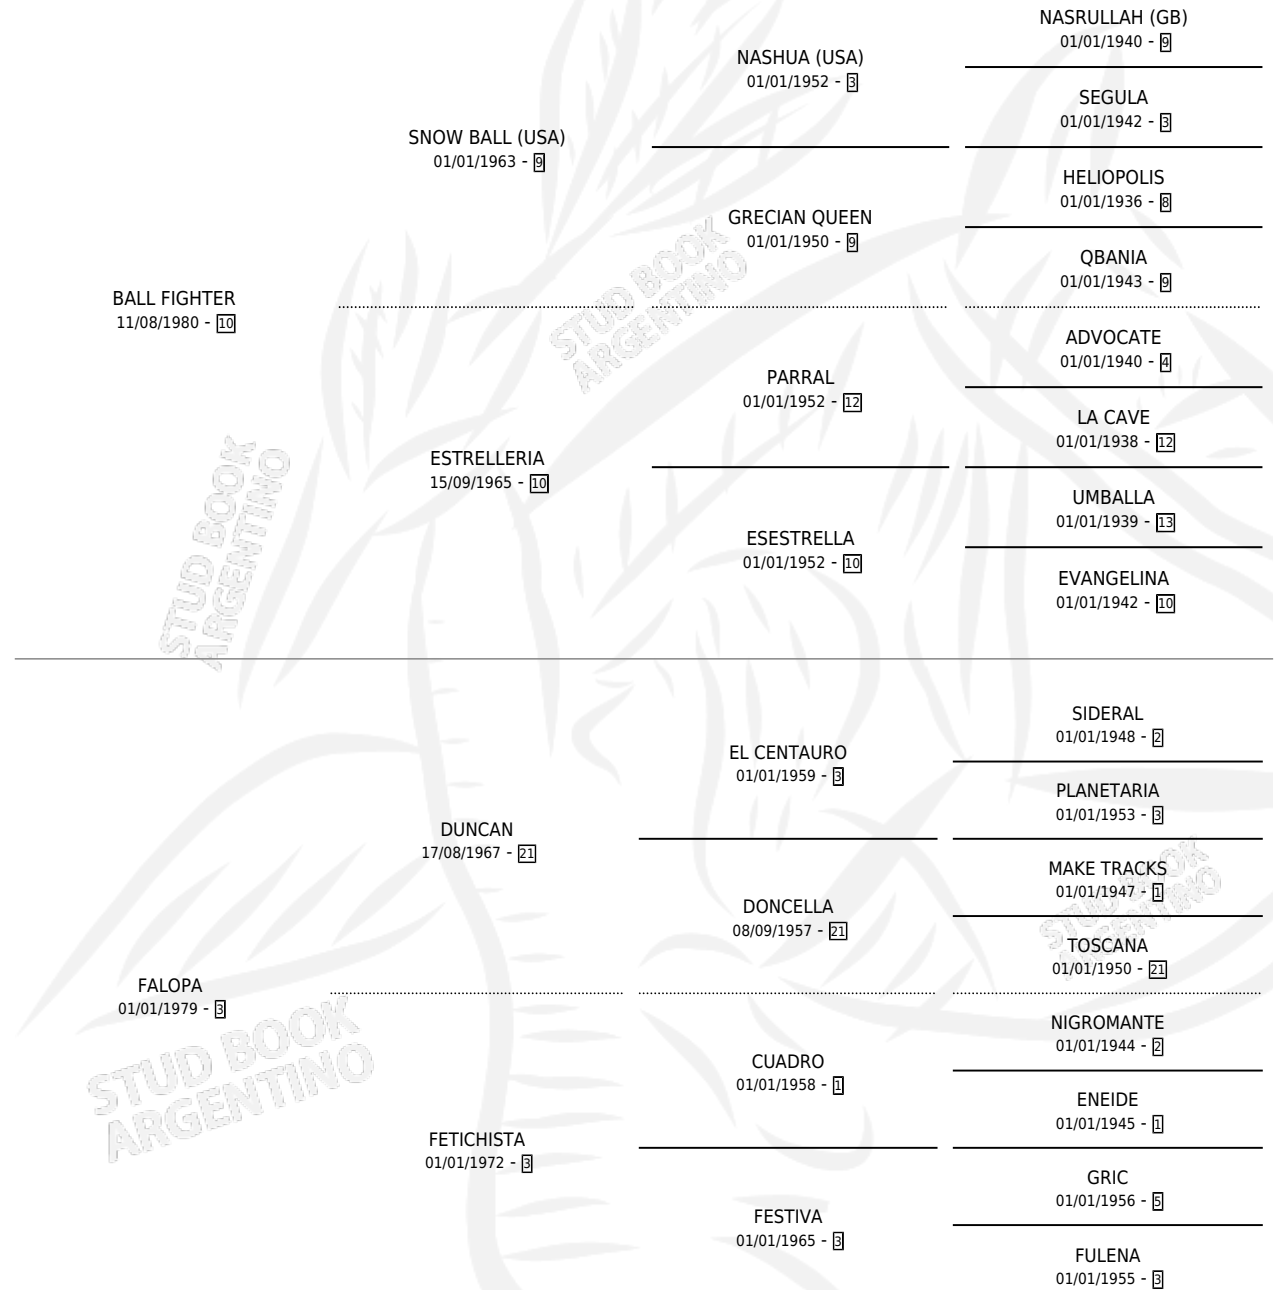 NASRULLAH (GB)
01/01/1940 - 9
NASHUA (USA)
01/01/1952 - 3
SEGULA
01/01/1942 - 3
SNOW BALL (USA)
01/01/1963 - 9
HELIOPOLIS
01/01/1936 - 8
GRECIAN QUEEN
01/01/1950 - 9
QBANIA
01/01/1943 - 9
BALL FIGHTER
11/08/1980 - 10
ADVOCATE
01/01/1940 - 4
PARRAL
01/01/1952 - 12
LA CAVE
01/01/1938 - 12
ESTRELLERIA
15/09/1965 - 10
UMBALLA
01/01/1939 - 13
ESESTRELLA
01/01/1952 - 10
EVANGELINA
01/01/1942 - 10
SIDERAL
01/01/1948 - 2
EL CENTAURO
01/01/1959 - 3
PLANETARIA
01/01/1953 - 3
DUNCAN
17/08/1967 - 21
MAKE TRACKS
01/01/1947 - 1
DONCELLA
08/09/1957 - 21
TOSCANA
01/01/1950 - 21
FALOPA
01/01/1979 - 3
NIGROMANTE
01/01/1944 - 2
CUADRO
01/01/1958 - 1
ENEIDE
01/01/1945 - 1
FETICHISTA
01/01/1972 - 3
GRIC
01/01/1956 - 5
FESTIVA
01/01/1965 - 3
FULENA
01/01/1955 - 3
STUD BOOK
ARGENTINO
STUD BOOK
ARGENTINO
STUD BOOK
ARGENTINO
STUD BOOK
ARGENTINO